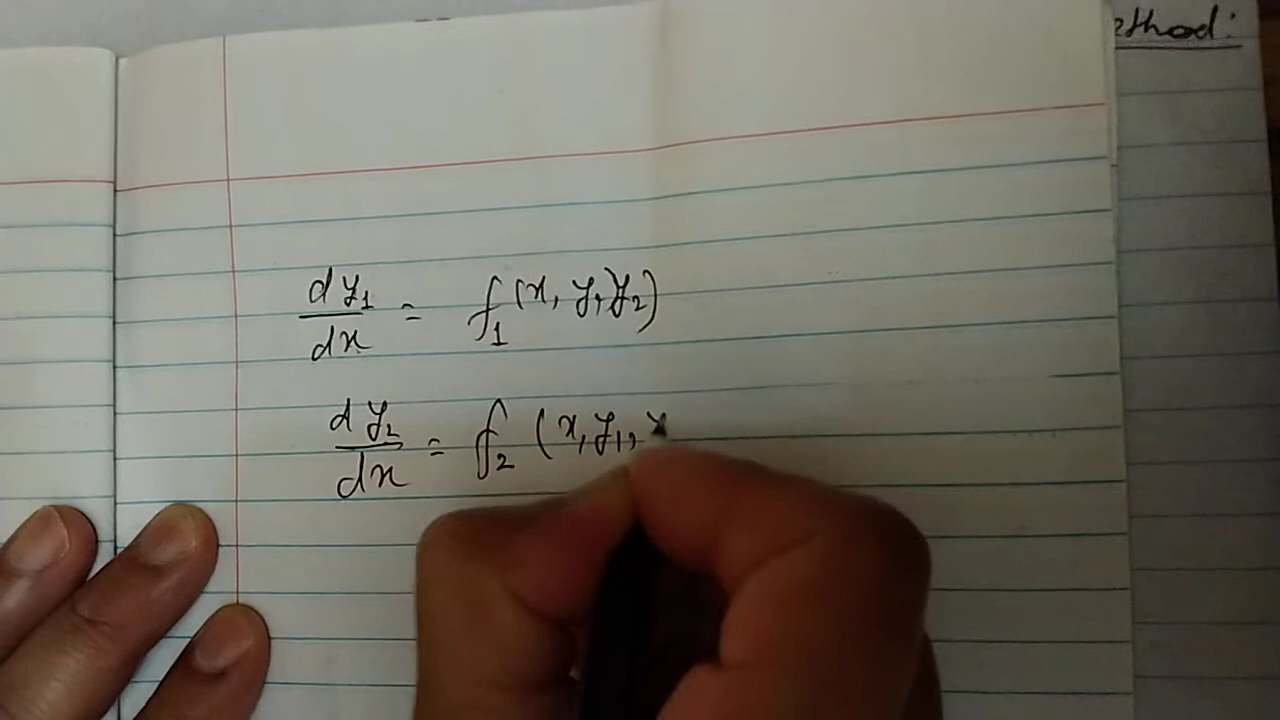 ethod:
dy₁/dx = f₁(x, y₁, y₂)
dy₂/dx = f₂(x, y₁, y